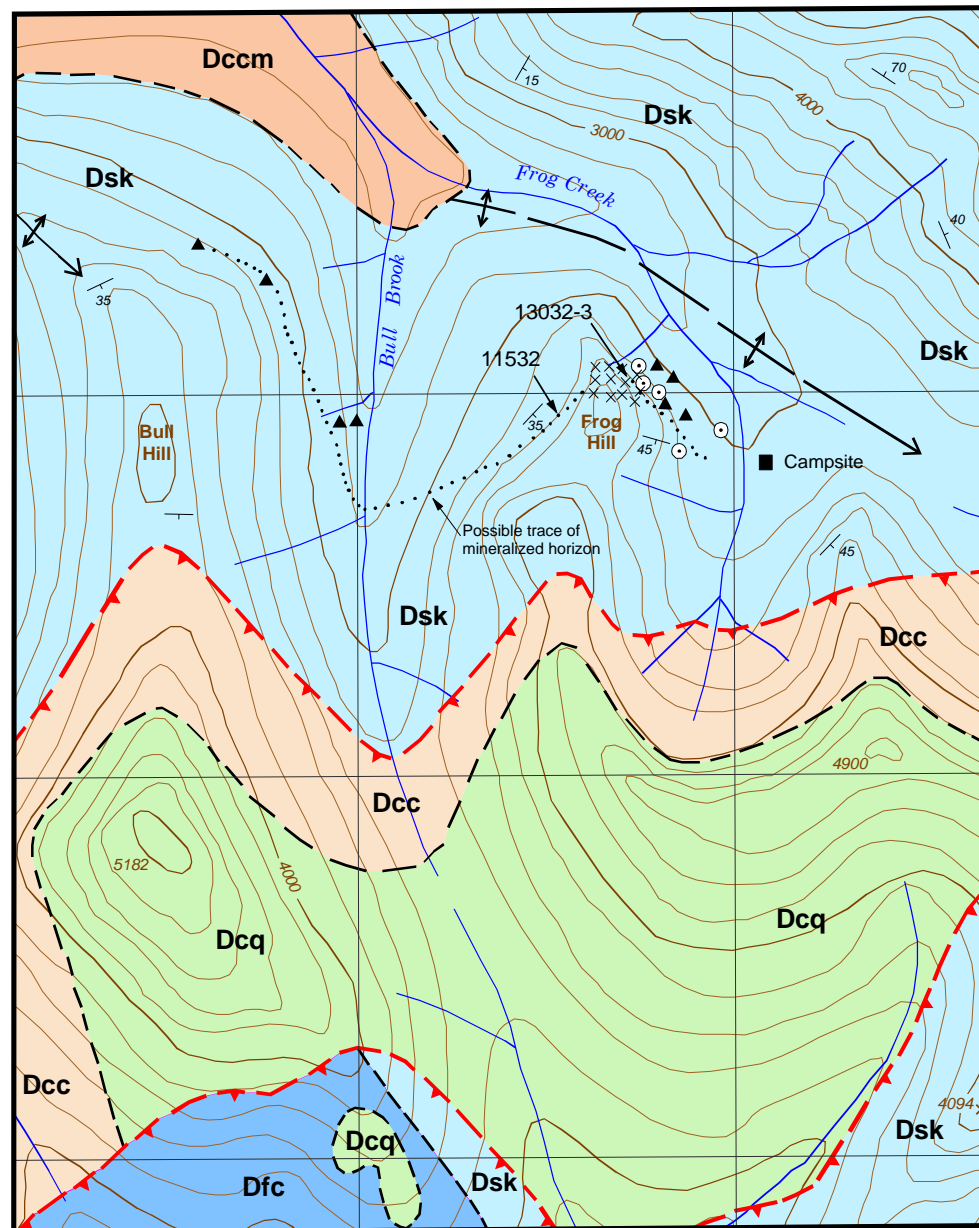 Dccm
70
15
4000
Dsk
3000
Dsk
Frog Creek
40
35
Bull Brook
13032-3
11532
Dsk
Bull
Hill
35
Frog
Hill
45
Campsite
Possible trace of
mineralized horizon
45
Dsk
Dcc
4900
Dcc
5182
4000
Dcq
Dcq
Dcc
4094
Dsk
Dcq
Dfc
Dsk